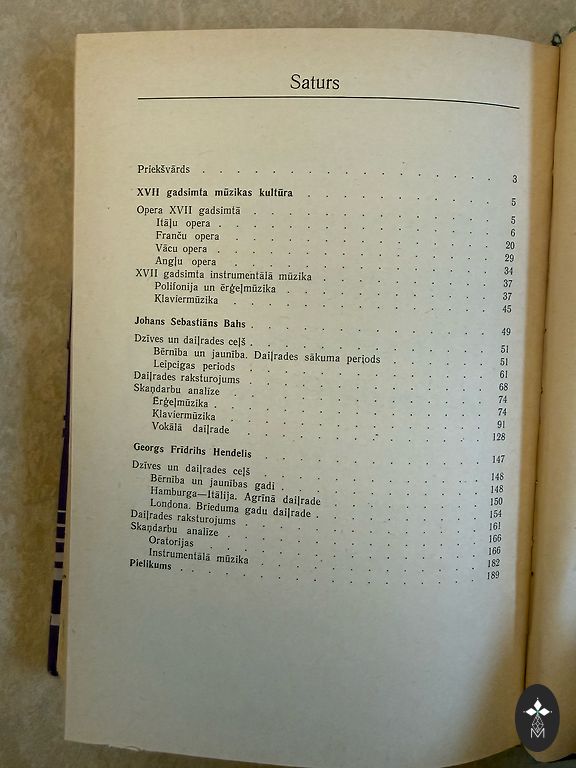 Saturs
Priekšvārds . . . . . . . . . . . . . . 3
XVII gadsimta mūzikas kultūra . . . . . . . . . 5
Opera XVII gadsimtā . . . . . . . . . . . 5
Itāļu opera . . . . . . . . . . . . . 6
Franču opera . . . . . . . . . . . . 20
Vācu opera . . . . . . . . . . . . 29
Angļu opera . . . . . . . . . . . . 34
XVII gadsimta instrumentālā mūzika . . . . . . . . 37
Polifonija un ērģeļmūzika . . . . . . . . . 37
Klaviermūzika . . . . . . . . . . . . 45
Johans Sebastiāns Bahs . . . . . . . . . . . 49
Dzīves un daiļrades ceļš . . . . . . . . . . . 51
Bērnība un jaunība. Daiļrades sākuma periods . . . . . 51
Leipcigas periods . . . . . . . . . . . 61
Daiļrades raksturojums . . . . . . . . . . . 68
Skaņdarbu analīze . . . . . . . . . . . . 74
Ērģeļmūzika . . . . . . . . . . . . 74
Klaviermūzika . . . . . . . . . . . . 91
Vokālā daiļrade . . . . . . . . . . . 128
Georgs Frīdrihs Hendelis . . . . . . . . . . 147
Dzīves un daiļrades ceļš . . . . . . . . . . 148
Bērnība un jaunības gadi . . . . . . . . . 148
Hamburga—Itālija. Agrīnā daiļrade . . . . . . . 150
Londona. Brieduma gadu daiļrade . . . . . . . . 154
Daiļrades raksturojums . . . . . . . . . . 161
Skaņdarbu analīze . . . . . . . . . . . 166
Oratorijas . . . . . . . . . . . . 166
Instrumentālā mūzika . . . . . . . . . . 182
Pielikums . . . . . . . . . . . . . 189
M